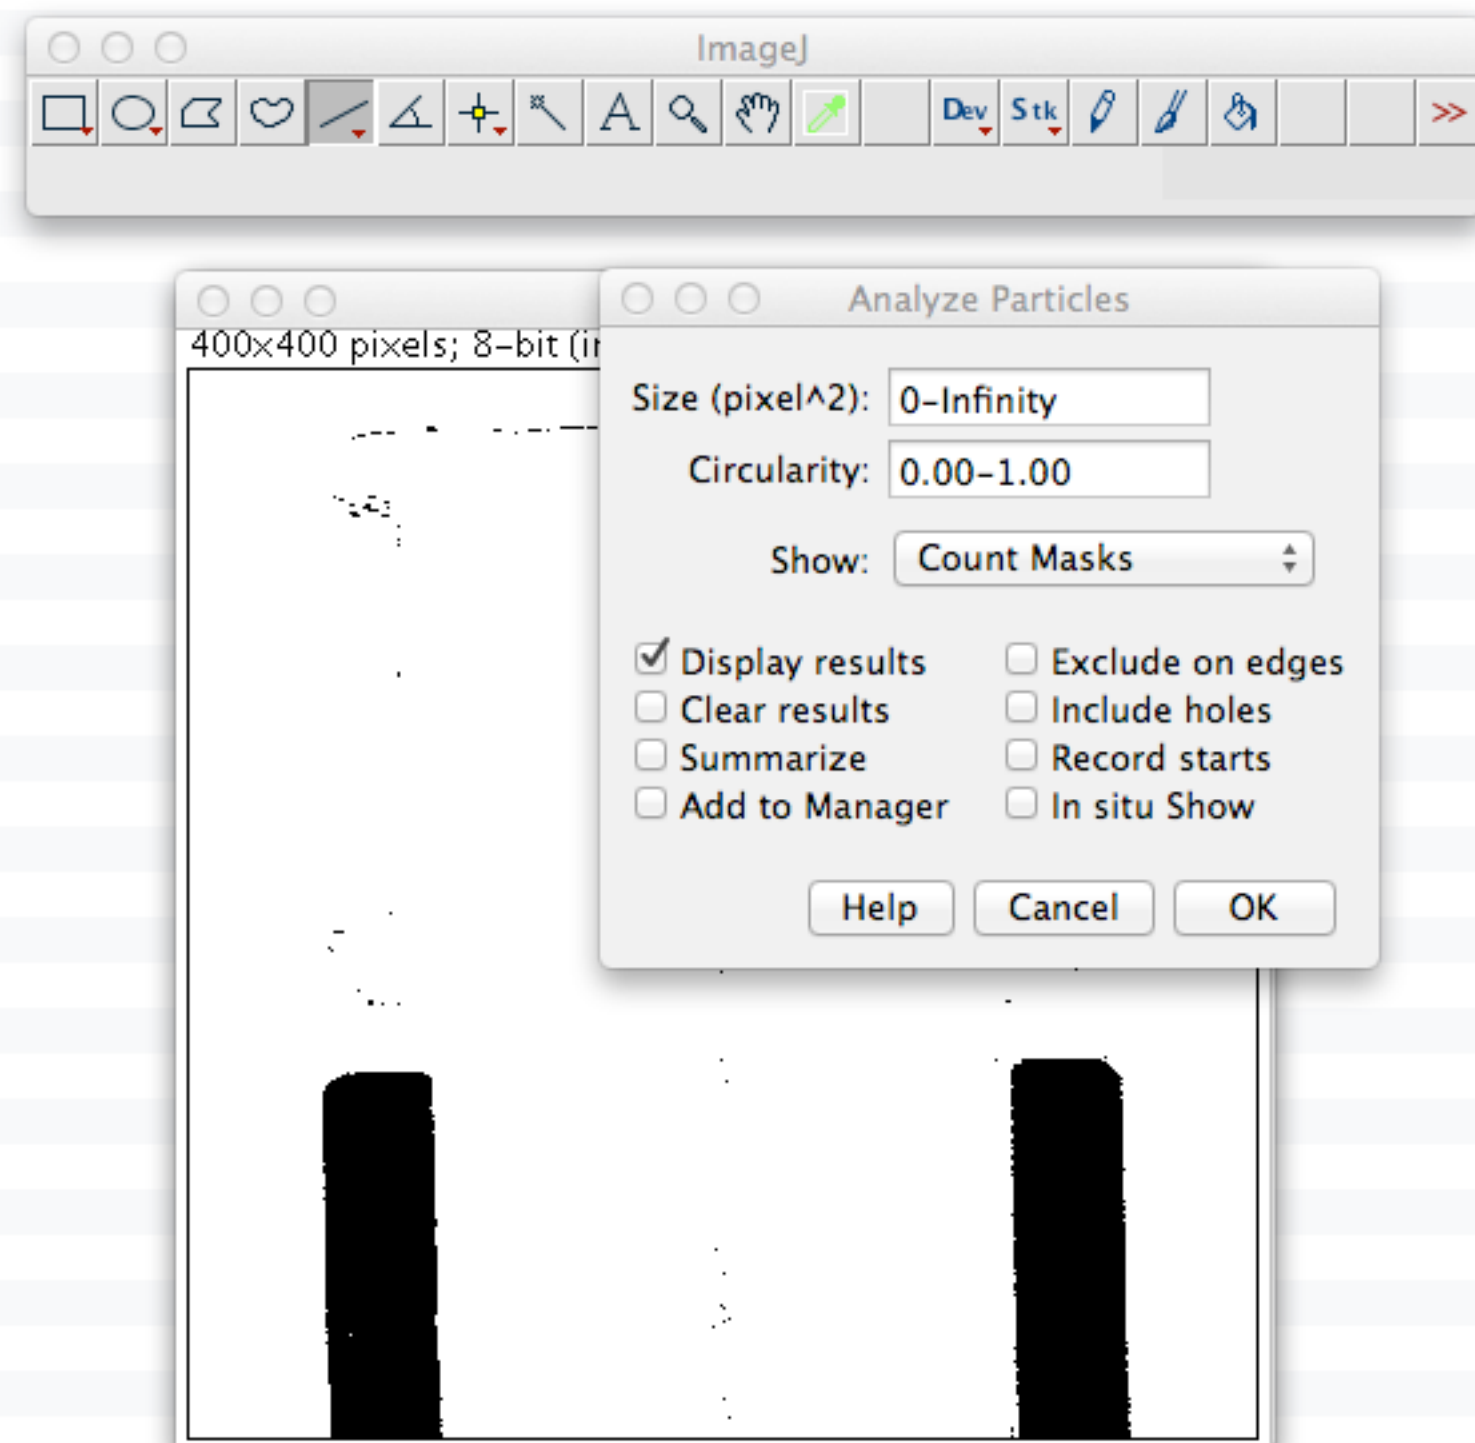 ImageJ
A Dev Stk >>
400x400 pixels; 8-bit (i
Analyze Particles
Size (pixel^2): 0-Infinity
Circularity: 0.00-1.00
Show: Count Masks
Display results Exclude on edges
Clear results Include holes
Summarize Record starts
Add to Manager In situ Show
Help Cancel OK